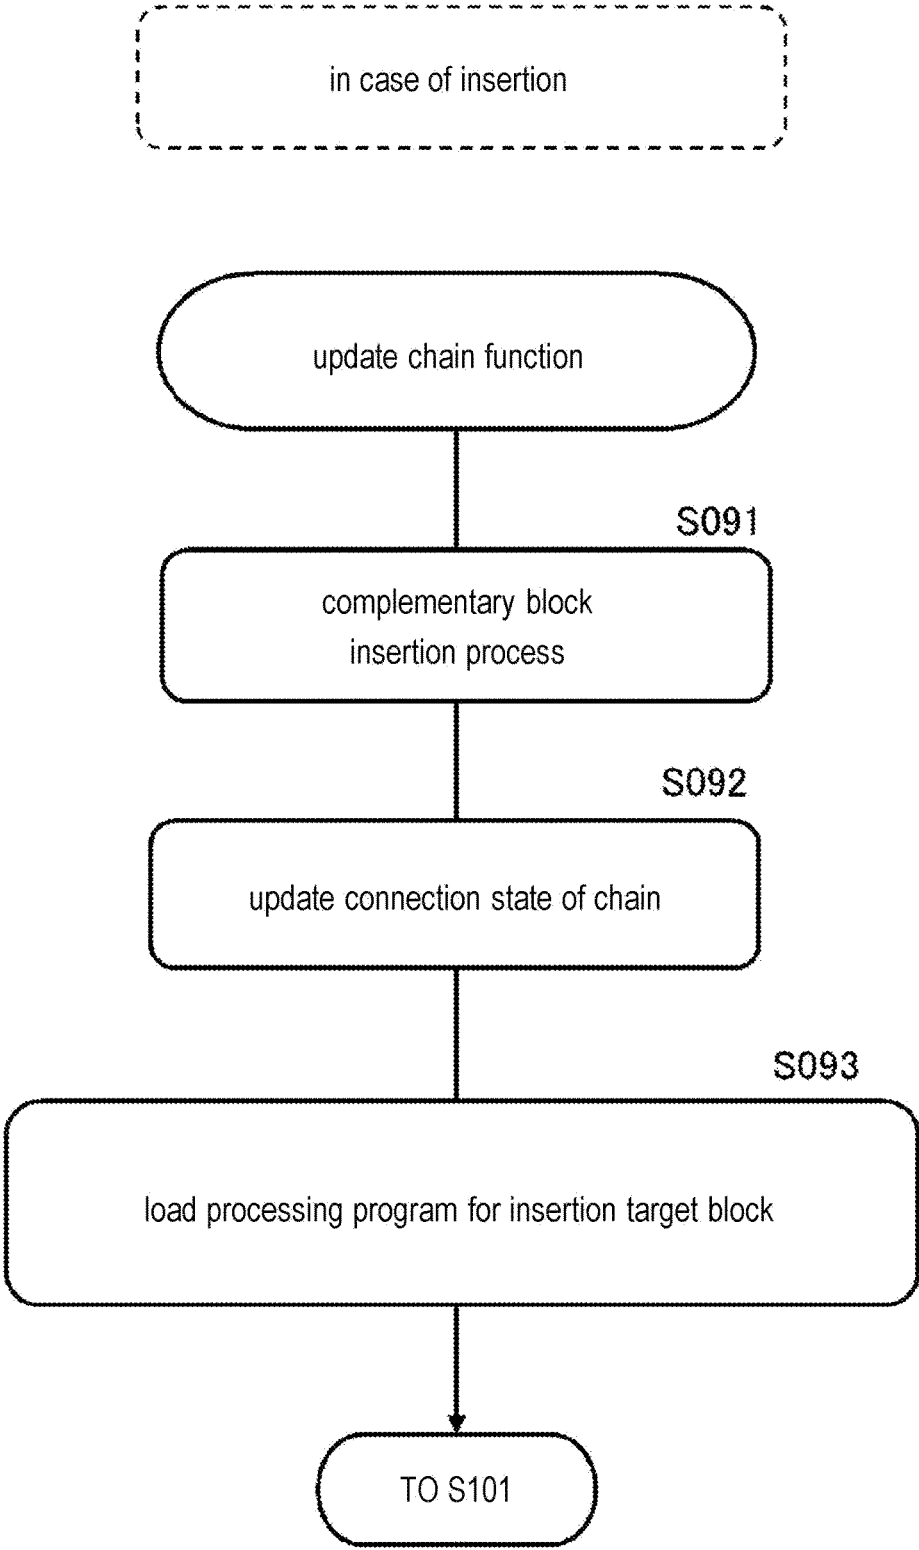 in case of insertion
update chain function
S091
complementary block
insertion process
S092
update connection state of chain
S093
load processing program for insertion target block
TO S101